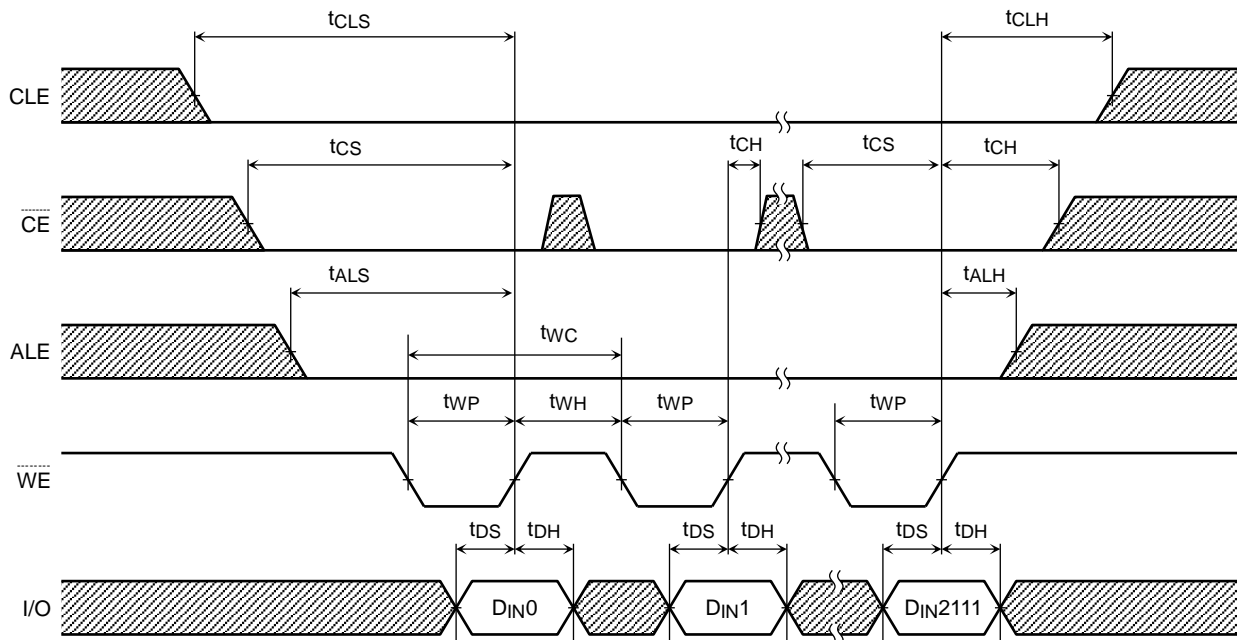 tCLS
tCLH
CLE
tCS
tCH
tCS
tCH
CE
tALS
tALH
tWC
ALE
tWP
tWH
tWP
tWP
WE
tDS
tDH
tDS
tDH
tDS
tDH
I/O
DIN0
DIN1
DIN2111